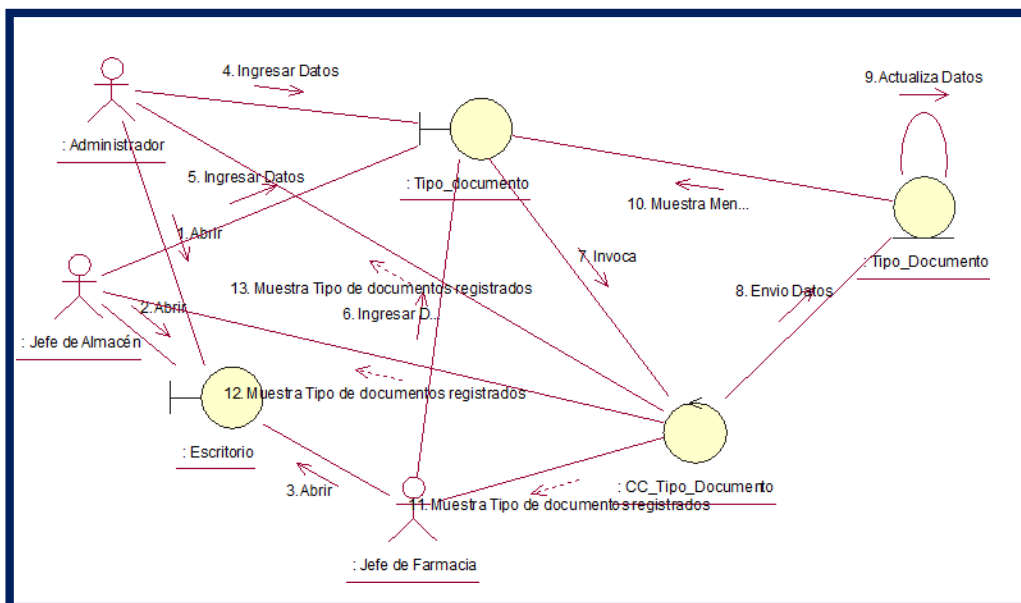 4. Ingresar Datos
9. Actualiza Datos
: Administrador
5. Ingresar Datos
: Tipo_documento
10. Muestra Men...
1. Abrir
7. Invoca
: Tipo_Documento
13. Muestra Tipo de documentos registrados
8. Envio Datos
2. Abrir
6. Ingresar D...
: Jefe de Almacén
12. Muestra Tipo de documentos registrados
: Escritorio
3. Abrir
: CC_Tipo_Documento
11. Muestra Tipo de documentos registrados
: Jefe de Farmacia